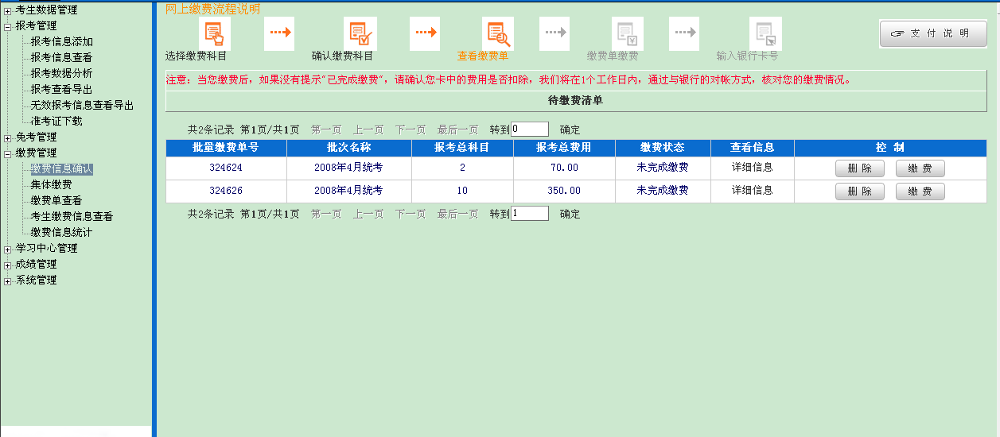 考生数据管理
报考管理
报考信息添加
报考信息查看
报考数据分析
报考查看导出
无效报考信息查看导出
准考证下载
免考管理
缴费管理
缴费信息确认
集体缴费
缴费单查看
考生缴费信息查看
缴费信息统计
学习中心管理
成绩管理
系统管理
网上缴费流程说明
选择缴费科目 确认缴费科目 查看缴费单 缴费单缴费 输入银行卡号
支 付 说 明
注意：当您缴费后，如果没有提示"已完成缴费"，请确认您卡中的费用是否扣除，我们将在1个工作日内，通过与银行的对帐方式，核对您的缴费情况。
待缴费清单
共2条记录 第1页/共1页 第一页 上一页 下一页 最后一页 转到 0 确定
批量缴费单号 批次名称 报考总科目 报考总费用 缴费状态 查看信息 控 制
324624 2008年4月统考 2 70.00 未完成缴费 详细信息 删 除 缴 费
324626 2008年4月统考 10 350.00 未完成缴费 详细信息 删 除 缴 费
共2条记录 第1页/共1页 第一页 上一页 下一页 最后一页 转到 1 确定